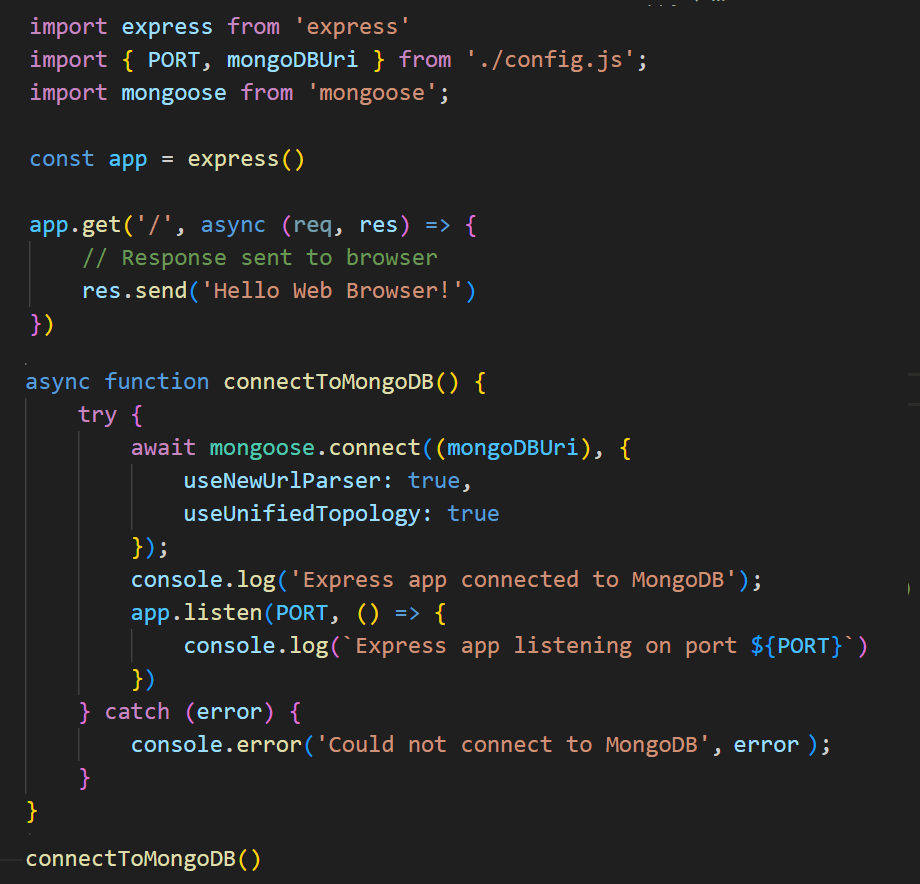 import express from 'express'
import { PORT, mongoDBUri } from './config.js';
import mongoose from 'mongoose';
const app = express()
app.get('/', async (req, res) => {
    // Response sent to browser
    res.send('Hello Web Browser!')
})
async function connectToMongoDB() {
    try {
        await mongoose.connect((mongoDBUri), {
            useNewUrlParser: true,
            useUnifiedTopology: true
        });
        console.log('Express app connected to MongoDB');
        app.listen(PORT, () => {
            console.log(`Express app listening on port ${PORT}`)
        })
    } catch (error) {
        console.error('Could not connect to MongoDB', error );
    }
}
connectToMongoDB()